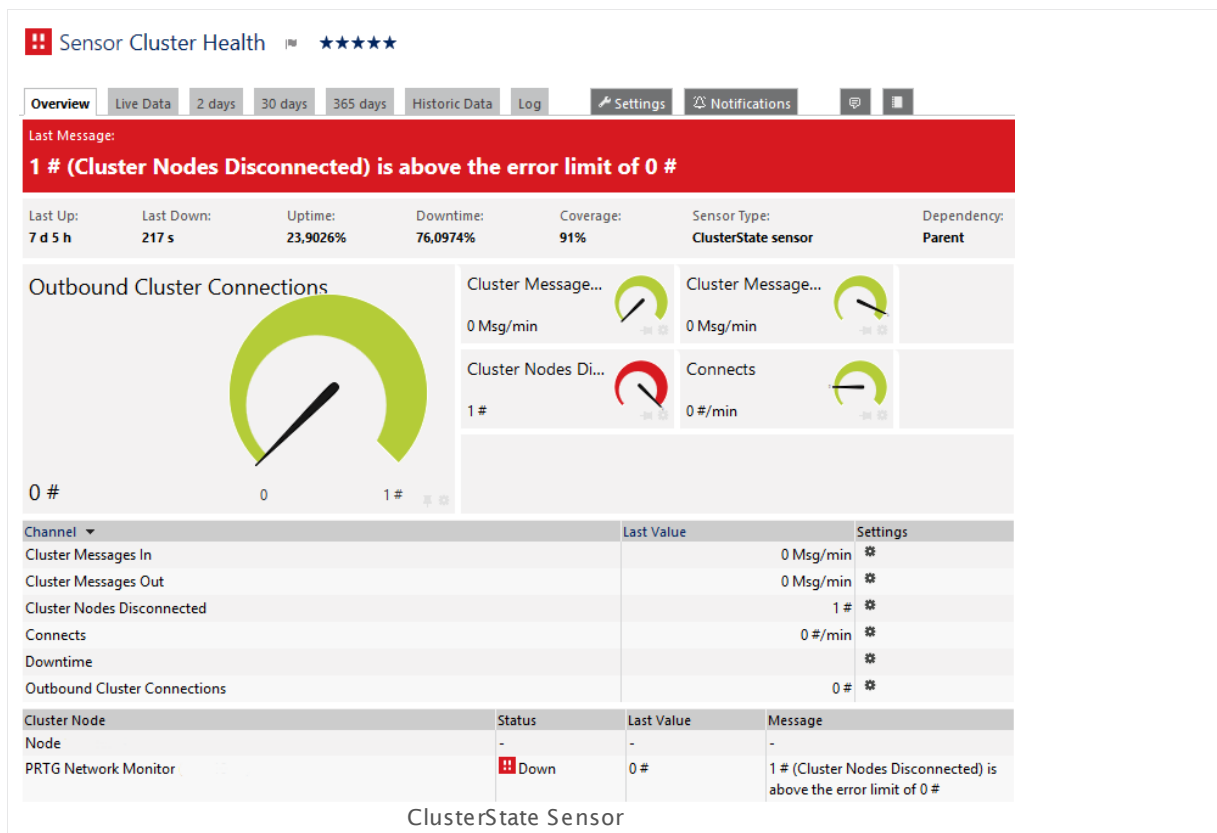 Sensor Cluster Health ★★★★★
Overview Live Data 2 days 30 days 365 days Historic Data Log Settings Notifications
Last Message:
1 # (Cluster Nodes Disconnected) is above the error limit of 0 #
Last Up: Last Down: Uptime: Downtime: Coverage: Sensor Type: Dependency:
7 d 5 h 217 s 23,9026% 76,0974% 91% ClusterState sensor Parent
Outbound Cluster Connections
0 # 0 1 #
Cluster Message... Cluster Message...
0 Msg/min 0 Msg/min
Cluster Nodes Di... Connects
1 # 0 #/min
Channel Last Value Settings
Cluster Messages In 0 Msg/min
Cluster Messages Out 0 Msg/min
Cluster Nodes Disconnected 1 #
Connects 0 #/min
Downtime
Outbound Cluster Connections 0 #
Cluster Node Status Last Value Message
Node - - -
PRTG Network Monitor Down 0 # 1 # (Cluster Nodes Disconnected) is
above the error limit of 0 #
ClusterState Sensor